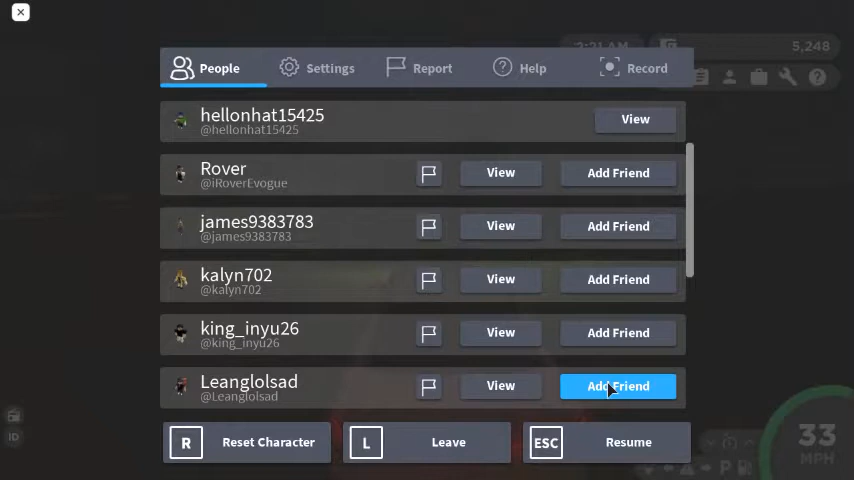 2:21 AM
5,248
People Settings Report Help Record
hellonhat15425
@hellonhat15425
View
Rover
@iRoverEvogue
View
Add Friend
james9383783
@james9383783
View
Add Friend
kalyn702
@kalyn702
View
Add Friend
king_inyu26
@king_inyu26
View
Add Friend
Leanglolsad
@Leanglolsad
View
Add Friend
R Reset Character
L Leave
ESC Resume
ID
33
MPH
P